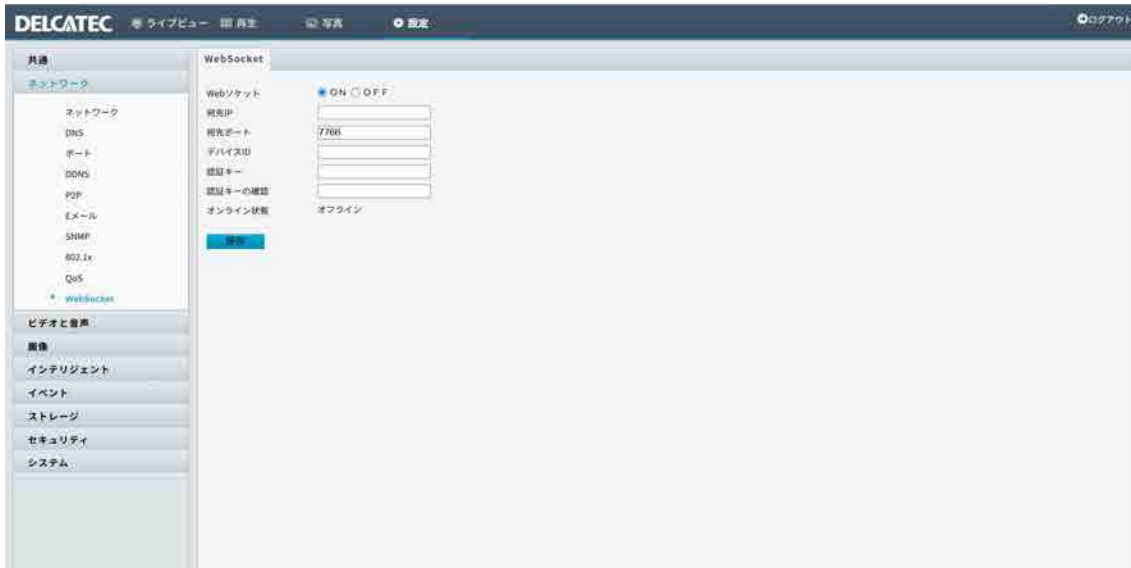 DELCATEC ライブビュー 再生 写真 設定 ログアウト
共通
ネットワーク
ネットワーク
DNS
ポート
DDNS
P2P
Eメール
SNMP
802.1x
QoS
WebSocket
ビデオと音声
画像
インテリジェント
イベント
ストレージ
セキュリティ
システム
WebSocket
Webソケット ON OFF
宛先IP
宛先ポート 7766
デバイスID
認証キー
認証キーの確認
オンライン状態 オフライン
保存